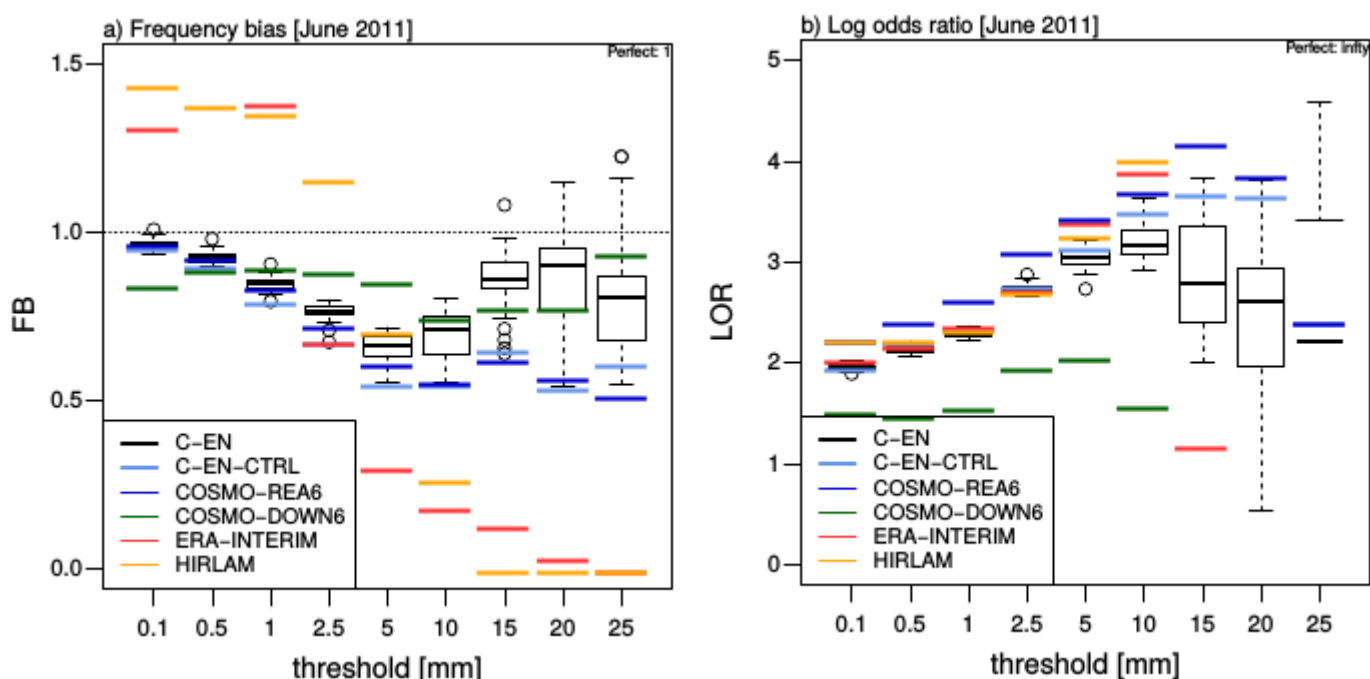 a) Frequency bias [June 2011]
Perfect: 1
1.5
1.0
0.5
0.0
FB
C−EN
C−EN−CTRL
COSMO−REA6
COSMO−DOWN6
ERA−INTERIM
HIRLAM
0.1 0.5 1 2.5 5 10 15 20 25
threshold [mm]
b) Log odds ratio [June 2011]
Perfect: infty
5
4
3
2
1
0
LOR
C−EN
C−EN−CTRL
COSMO−REA6
COSMO−DOWN6
ERA−INTERIM
HIRLAM
0.1 0.5 1 2.5 5 10 15 20 25
threshold [mm]